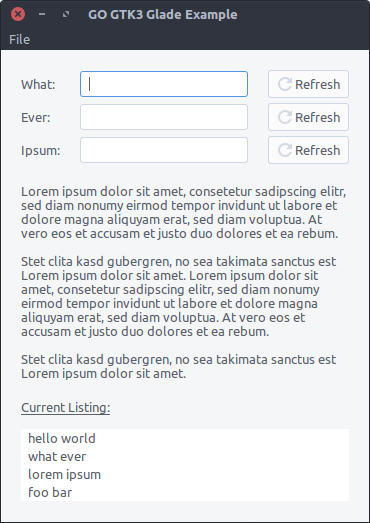 GO GTK3 Glade Example
File
What: Refresh
Ever: Refresh
Ipsum: Refresh
Lorem ipsum dolor sit amet, consetetur sadipscing elitr,
sed diam nonumy eirmod tempor invidunt ut labore et
dolore magna aliquyam erat, sed diam voluptua. At
vero eos et accusam et justo duo dolores et ea rebum.
Stet clita kasd gubergren, no sea takimata sanctus est
Lorem ipsum dolor sit amet. Lorem ipsum dolor sit
amet, consetetur sadipscing elitr, sed diam nonumy
eirmod tempor invidunt ut labore et dolore magna
aliquyam erat, sed diam voluptua. At vero eos et
accusam et justo duo dolores et ea rebum.
Stet clita kasd gubergren, no sea takimata sanctus est
Lorem ipsum dolor sit amet.
Current Listing:
hello world
what ever
lorem ipsum
foo bar